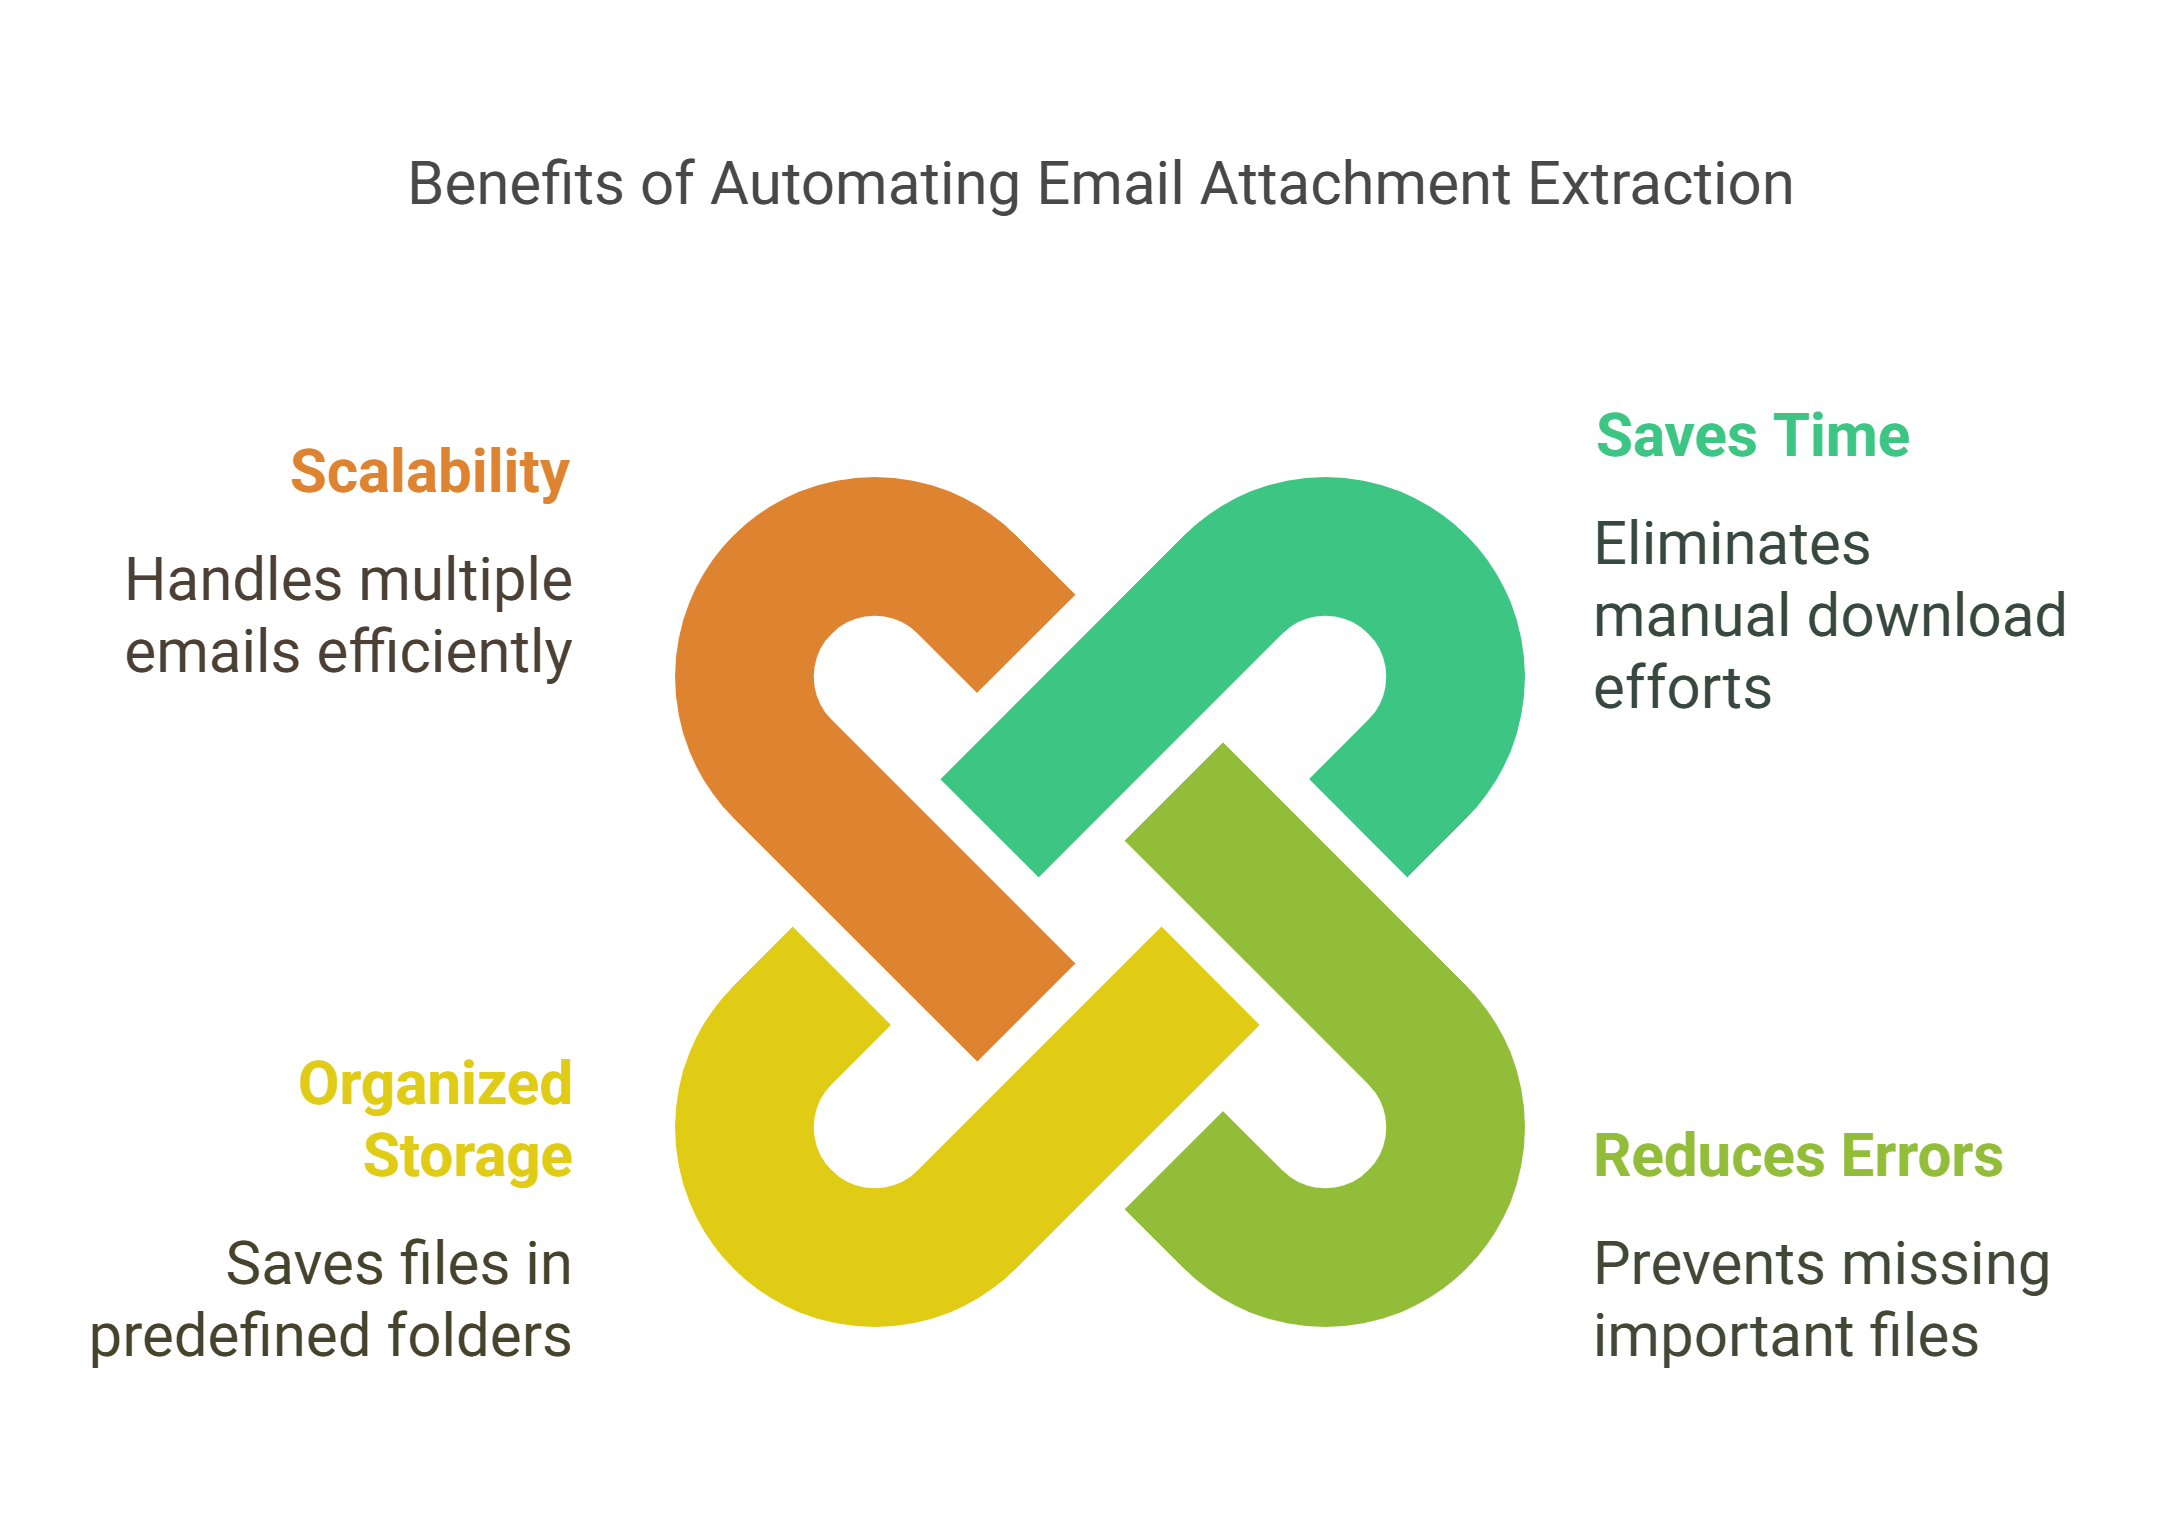 Benefits of Automating Email Attachment Extraction
Scalability
Handles multiple
emails efficiently
Saves Time
Eliminates
manual download
efforts
Organized
Storage
Saves files in
predefined folders
Reduces Errors
Prevents missing
important files